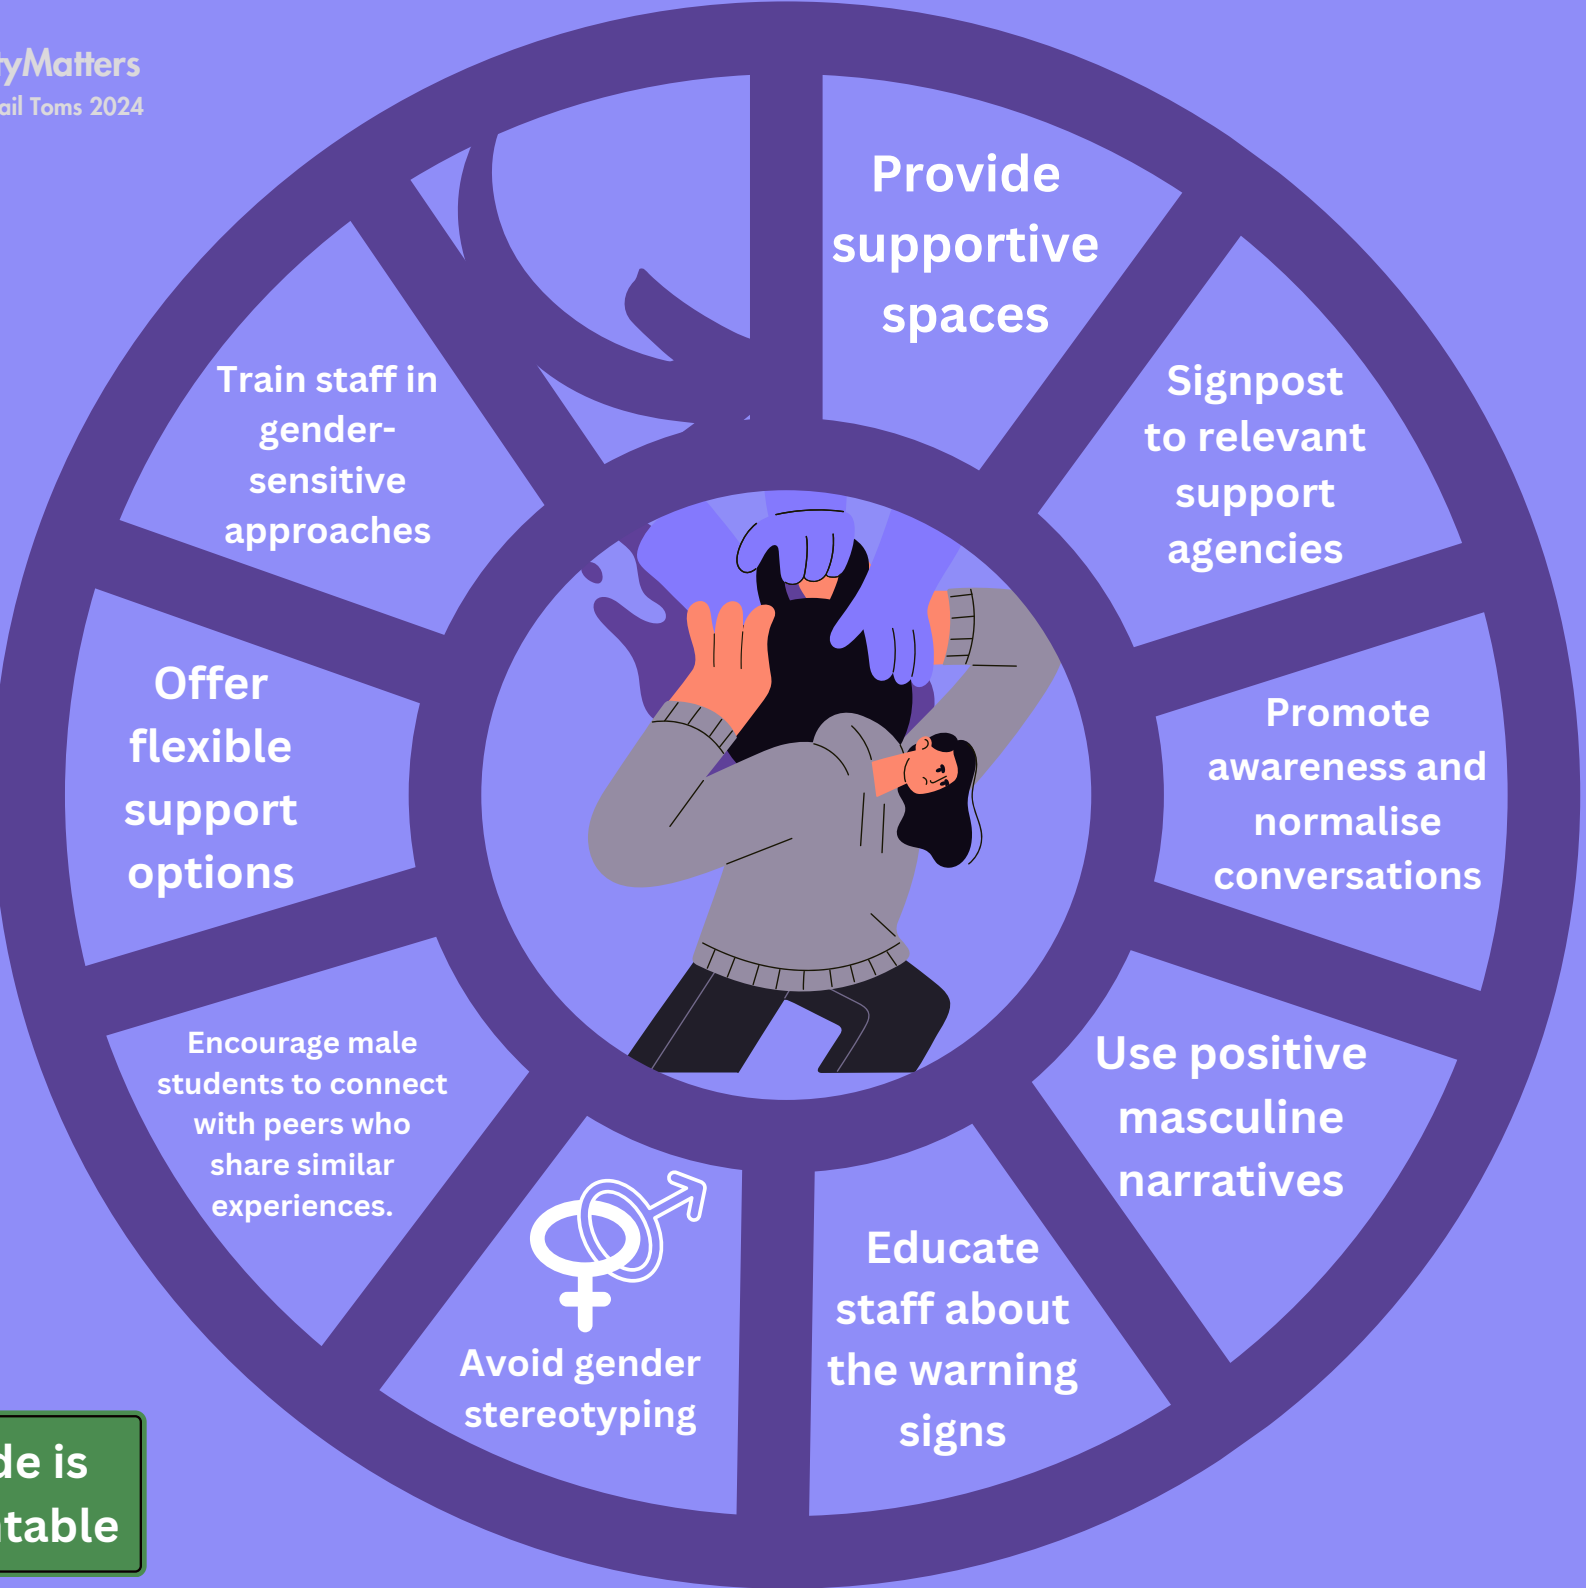 tyMatters
ail Toms 2024
Provide
supportive
spaces
Signpost
to relevant
support
agencies
Promote
awareness and
normalise
conversations
Use positive
masculine
narratives
Educate
staff about
the warning
signs
Avoid gender
stereotyping
Encourage male
students to connect
with peers who
share similar
experiences.
Offer
flexible
support
options
Train staff in
gender-
sensitive
approaches
de is
table